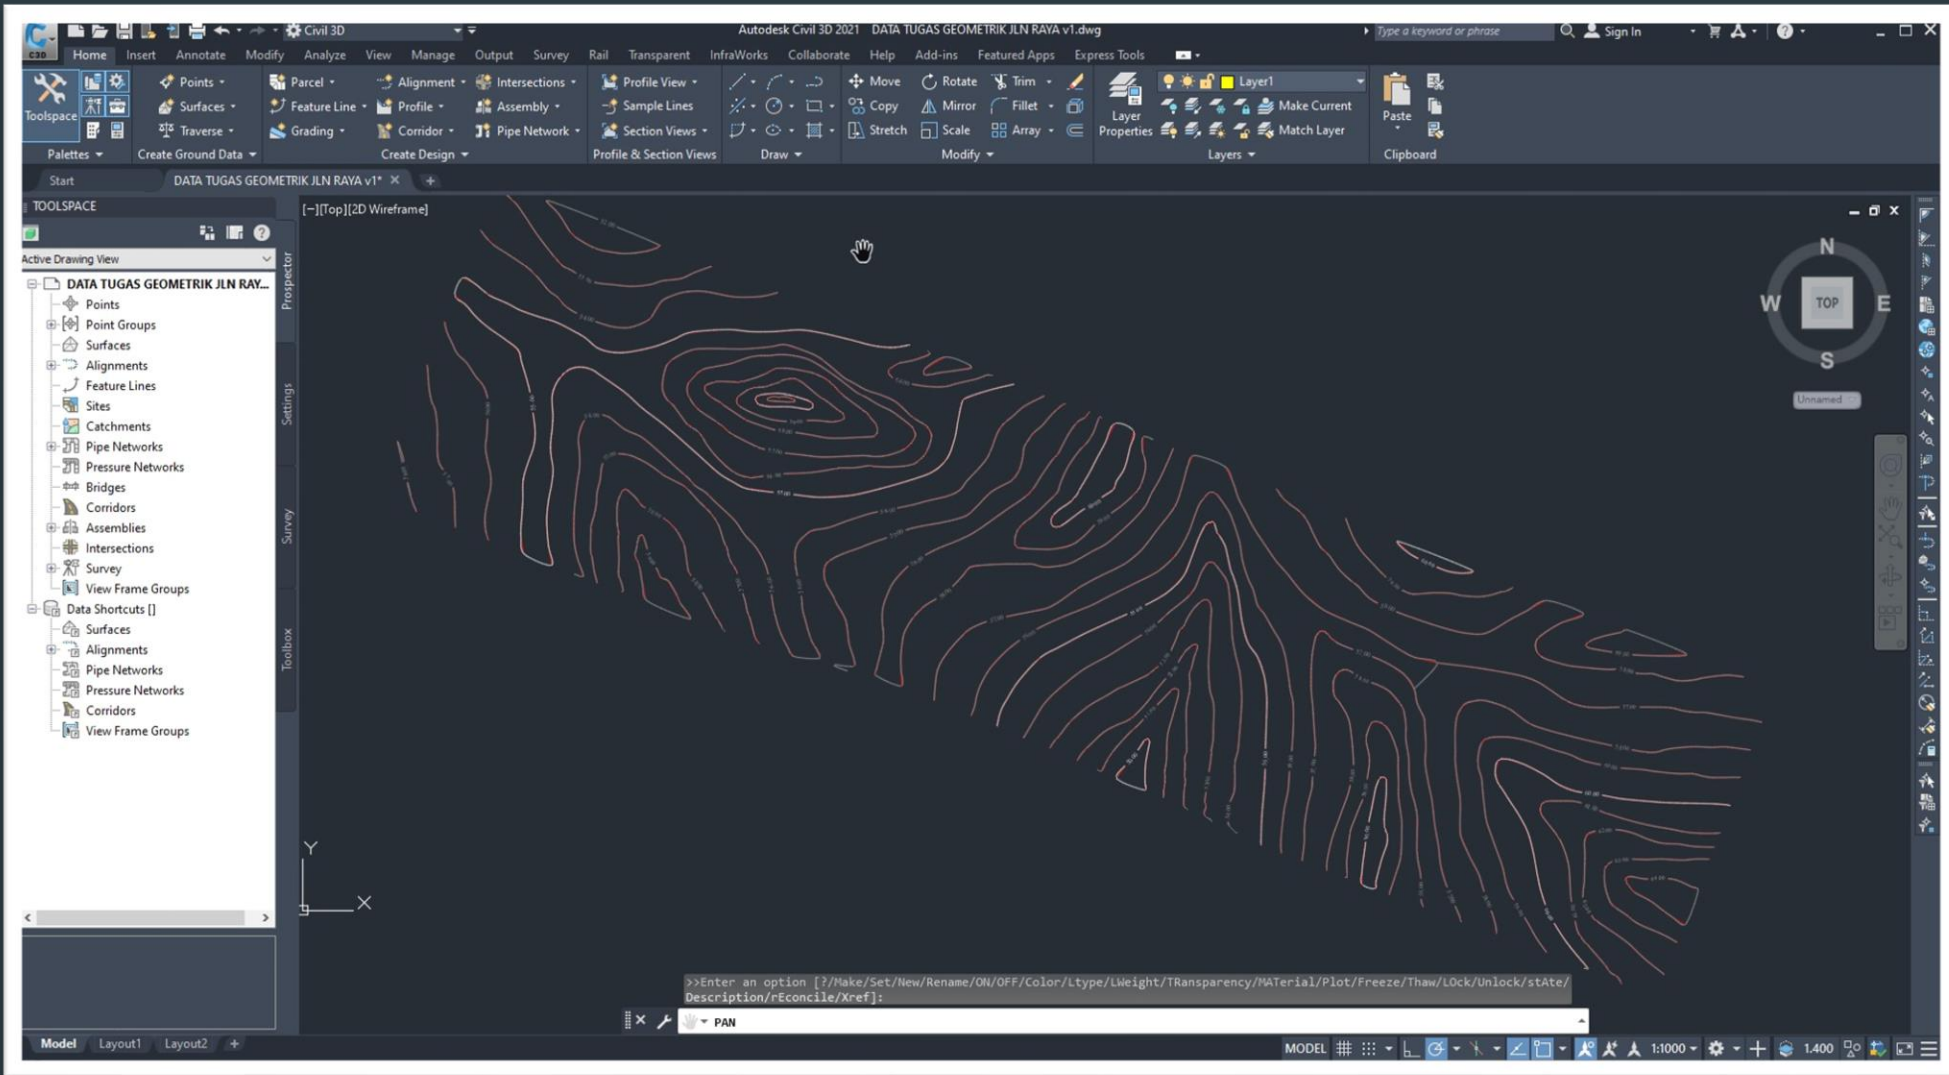 C3D
Civil 3D
Autodesk Civil 3D 2021 DATA TUGAS GEOMETRIK JLN RAYA v1.dwg
Type a keyword or phrase
Sign In
Home Insert Annotate Modify Analyze View Manage Output Survey Rail Transparent InfraWorks Collaborate Help Add-ins Featured Apps Express Tools
Toolspace
Points
Surfaces
Traverse
Parcel
Feature Line
Grading
Alignment
Profile
Corridor
Intersections
Assembly
Pipe Network
Profile View
Sample Lines
Section Views
Move
Copy
Stretch
Rotate
Mirror
Scale
Trim
Fillet
Array
Layer
Properties
Layer1
Make Current
Match Layer
Paste
Palettes
Create Ground Data
Create Design
Profile & Section Views
Draw
Modify
Layers
Clipboard
Start
DATA TUGAS GEOMETRIK JLN RAYA v1*
TOOLSPACE
Active Drawing View
DATA TUGAS GEOMETRIK JLN RAY...
Points
Point Groups
Surfaces
Alignments
Feature Lines
Sites
Catchments
Pipe Networks
Pressure Networks
Bridges
Corridors
Assemblies
Intersections
Survey
View Frame Groups
Data Shortcuts []
Surfaces
Alignments
Pipe Networks
Pressure Networks
Corridors
View Frame Groups
Prospector
Settings
Survey
Toolbox
[−][Top][2D Wireframe]
N
W
TOP
E
S
Unnamed
Y
X
>>Enter an option [?/Make/Set/New/Rename/ON/OFF/Color/Ltype/LWeight/TRansparency/MATerial/Plot/Freeze/Thaw/LOck/Unlock/stAte/
Description/rEconcile/Xref]:
PAN
Model Layout1 Layout2
MODEL
1:1000
1.400